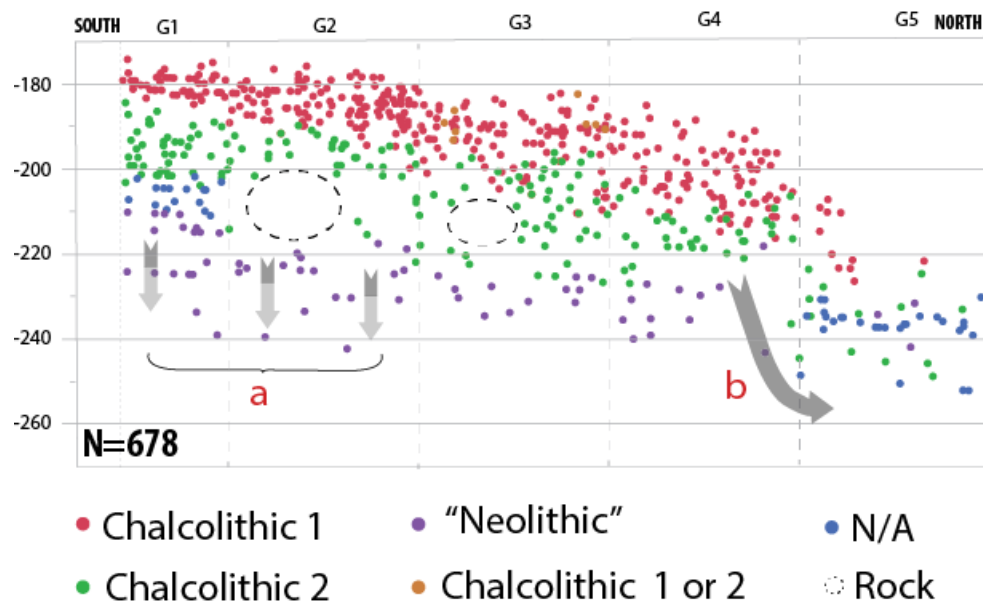 SOUTH G1 G2 G3 G4 G5 NORTH
-180
-200
-220
-240
a b
-260
N=678
Chalcolithic 1 "Neolithic" N/A
Chalcolithic 2 Chalcolithic 1 or 2 Rock